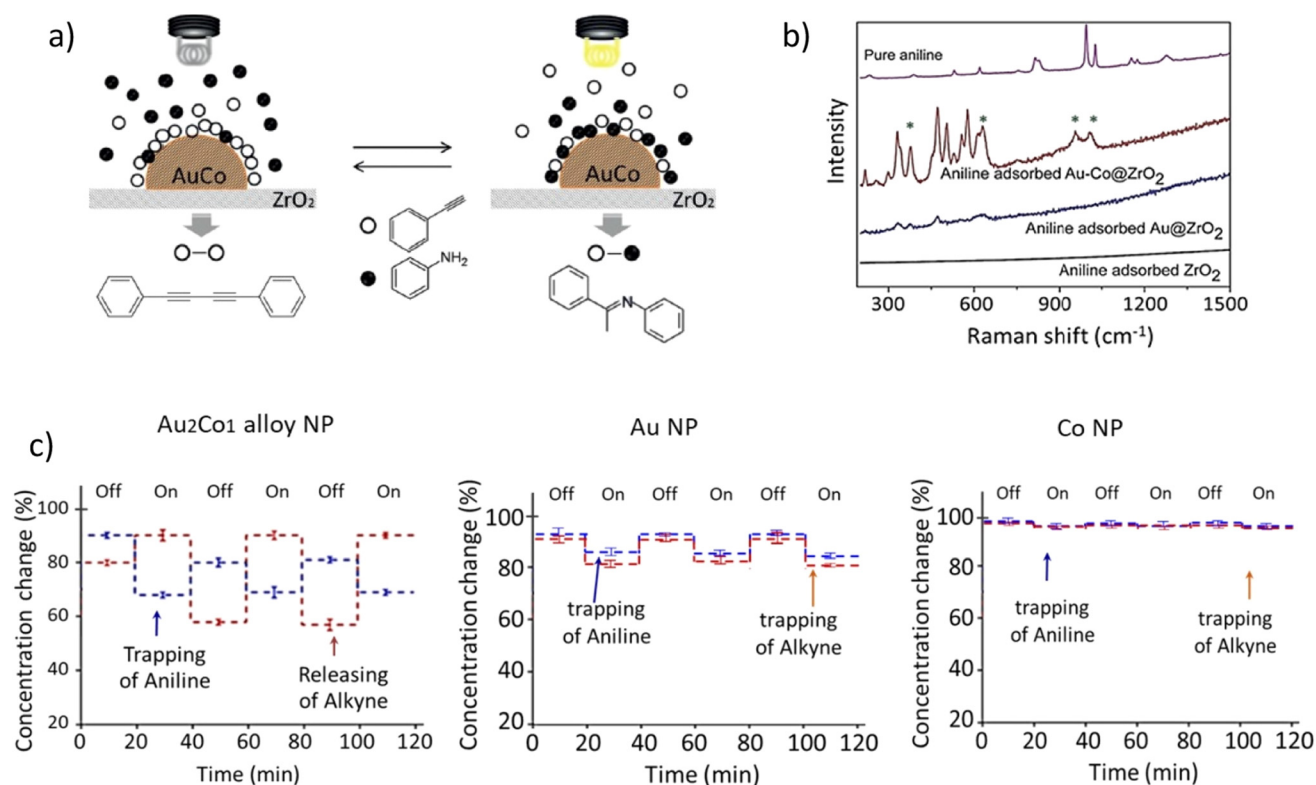 a)
AuCo
ZrO2
NH2
N
AuCo
ZrO2
b)
Intensity
Pure aniline
* * * *
Aniline adsorbed Au-Co@ZrO2
Aniline adsorbed Au@ZrO2
Aniline adsorbed ZrO2
300 600 900 1200 1500
Raman shift (cm-1)
c)
Au2Co1 alloy NP
Concentration change (%)
Off On Off On Off On
100
80
60
40
20
Trapping
of Aniline
Releasing
of Alkyne
0 20 40 60 80 100 120
Time (min)
Au NP
Concentration change (%)
Off On Off On Off On
100
80
60
40
20
trapping
of Aniline
trapping
of Alkyne
0 20 40 60 80 100 120
Time (min)
Co NP
Concentration change (%)
Off On Off On Off On
100
80
60
40
20
trapping
of Aniline
trapping
of Alkyne
0 20 40 60 80 100 120
Time (min)